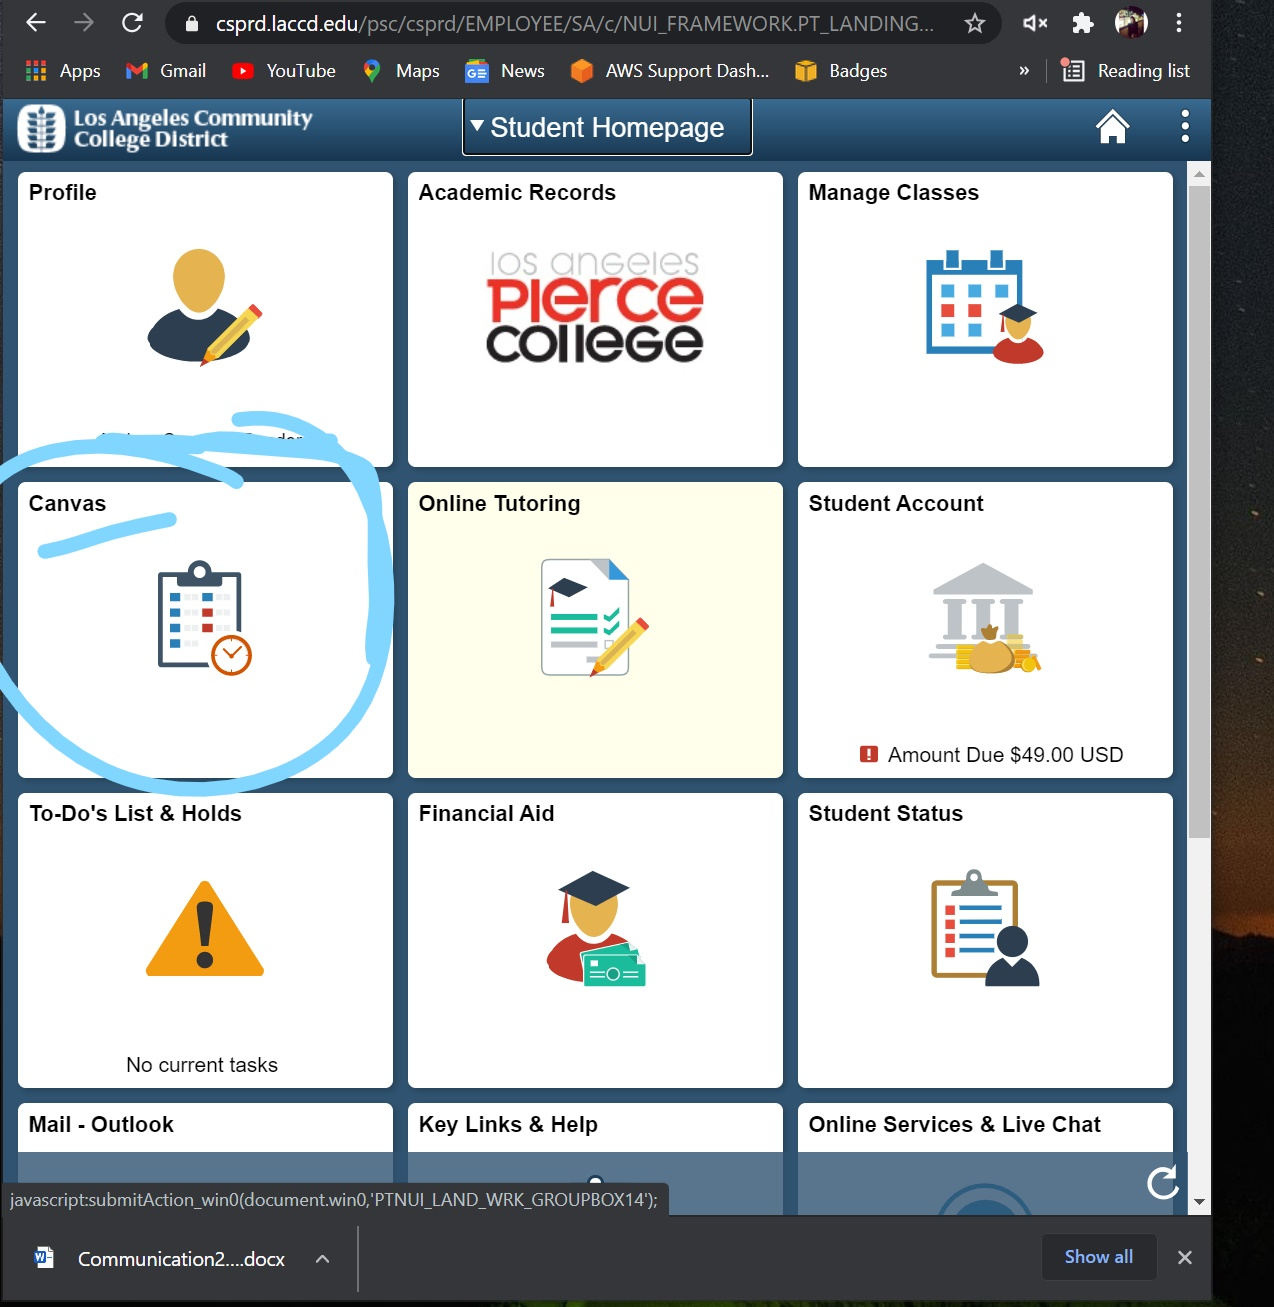 csprd.laccd.edu/psc/csprd/EMPLOYEE/SA/c/NUI_FRAMEWORK.PT_LANDING...
Apps Gmail YouTube Maps News AWS Support Dash... Badges » Reading list
Los Angeles Community
College District
Student Homepage
Profile Academic Records Manage Classes
los angeles
Pierce
college
Canvas Online Tutoring Student Account
Amount Due $49.00 USD
To-Do's List & Holds Financial Aid Student Status
No current tasks
Mail - Outlook Key Links & Help Online Services & Live Chat
javascript:submitAction_win0(document.win0,'PTNUI_LAND_WRK_GROUPBOX14');
Communication2....docx Show all